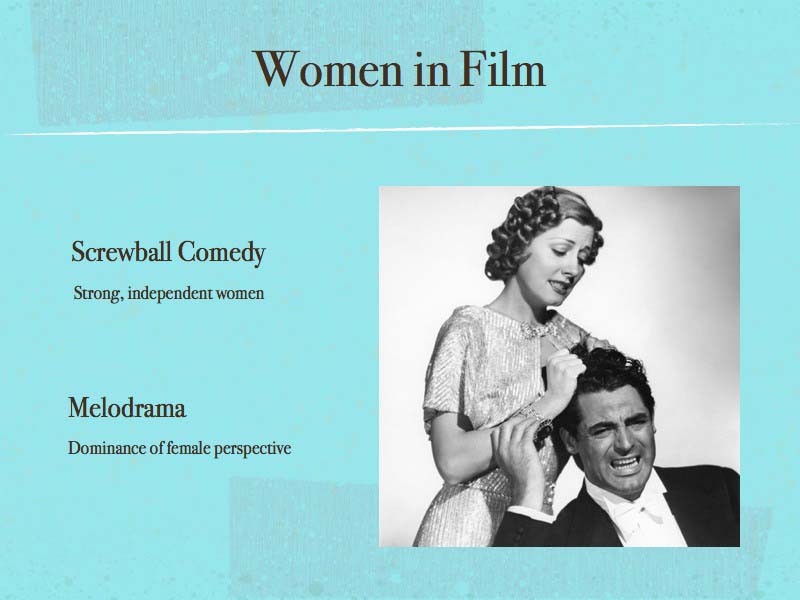 Women in Film
Screwball Comedy
Strong, independent women
Melodrama
Dominance of female perspective